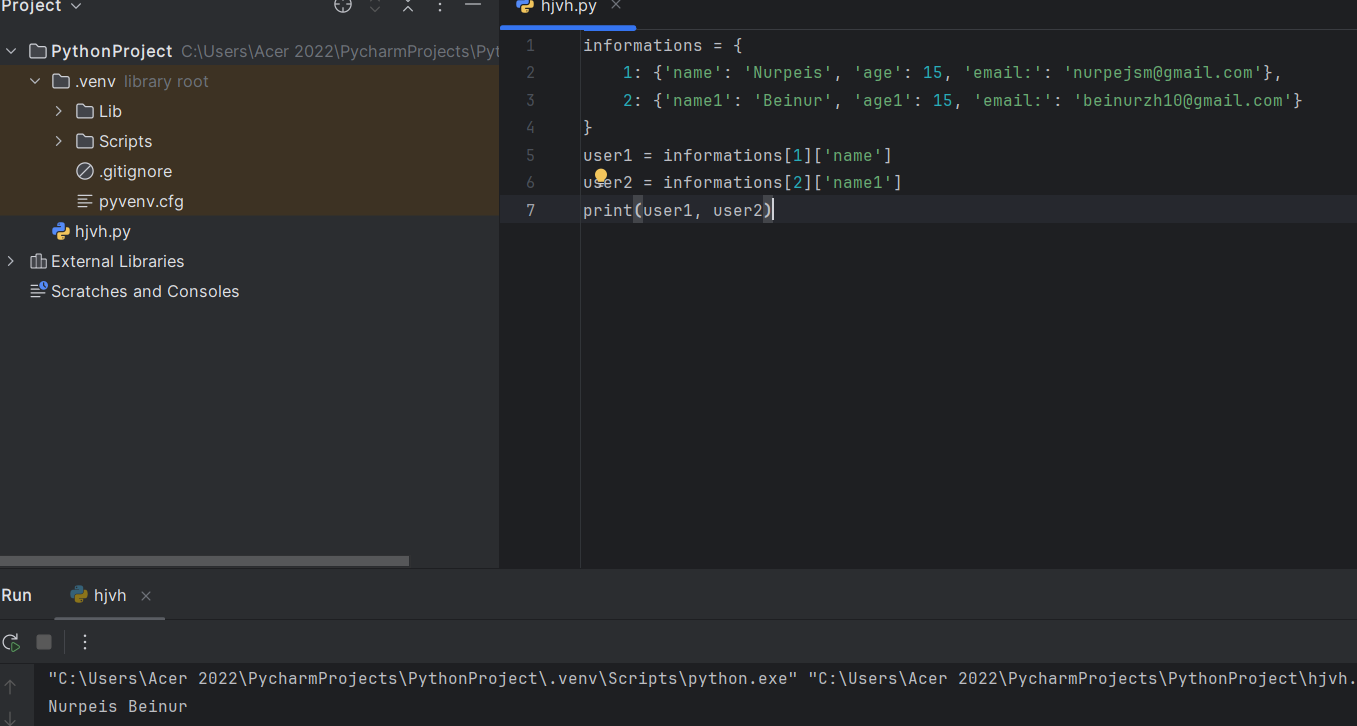 Project
hjvh.py
PythonProject C:\Users\Acer 2022\PycharmProjects\Pyt
.venv library root
Lib
Scripts
.gitignore
pyvenv.cfg
hjvh.py
External Libraries
Scratches and Consoles
1 informations = {
2 1: {'name': 'Nurpeis', 'age': 15, 'email:': 'nurpejsm@gmail.com'},
3 2: {'name1': 'Beinur', 'age1': 15, 'email:': 'beinurzh10@gmail.com'}
4 }
5 user1 = informations[1]['name']
6 user2 = informations[2]['name1']
7 print(user1, user2)
Run hjvh
"C:\Users\Acer 2022\PycharmProjects\PythonProject\.venv\Scripts\python.exe" "C:\Users\Acer 2022\PycharmProjects\PythonProject\hjvh.
Nurpeis Beinur